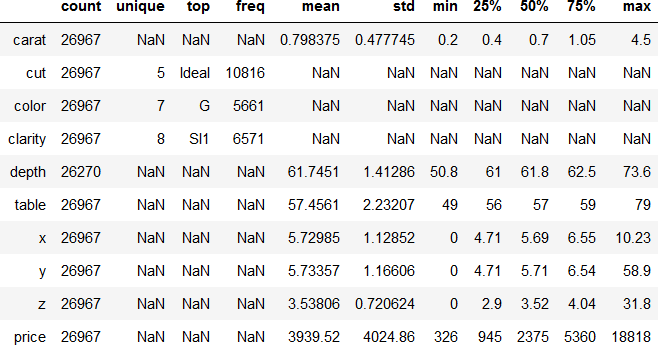 count unique top freq mean std min 25% 50% 75% max
carat 26967 NaN NaN NaN 0.798375 0.477745 0.2 0.4 0.7 1.05 4.5
cut 26967 5 Ideal 10816 NaN NaN NaN NaN NaN NaN NaN
color 26967 7 G 5661 NaN NaN NaN NaN NaN NaN NaN
clarity 26967 8 SI1 6571 NaN NaN NaN NaN NaN NaN NaN
depth 26270 NaN NaN NaN 61.7451 1.41286 50.8 61 61.8 62.5 73.6
table 26967 NaN NaN NaN 57.4561 2.23207 49 56 57 59 79
x 26967 NaN NaN NaN 5.72985 1.12852 0 4.71 5.69 6.55 10.23
y 26967 NaN NaN NaN 5.73357 1.16606 0 4.71 5.71 6.54 58.9
z 26967 NaN NaN NaN 3.53806 0.720624 0 2.9 3.52 4.04 31.8
price 26967 NaN NaN NaN 3939.52 4024.86 326 945 2375 5360 18818